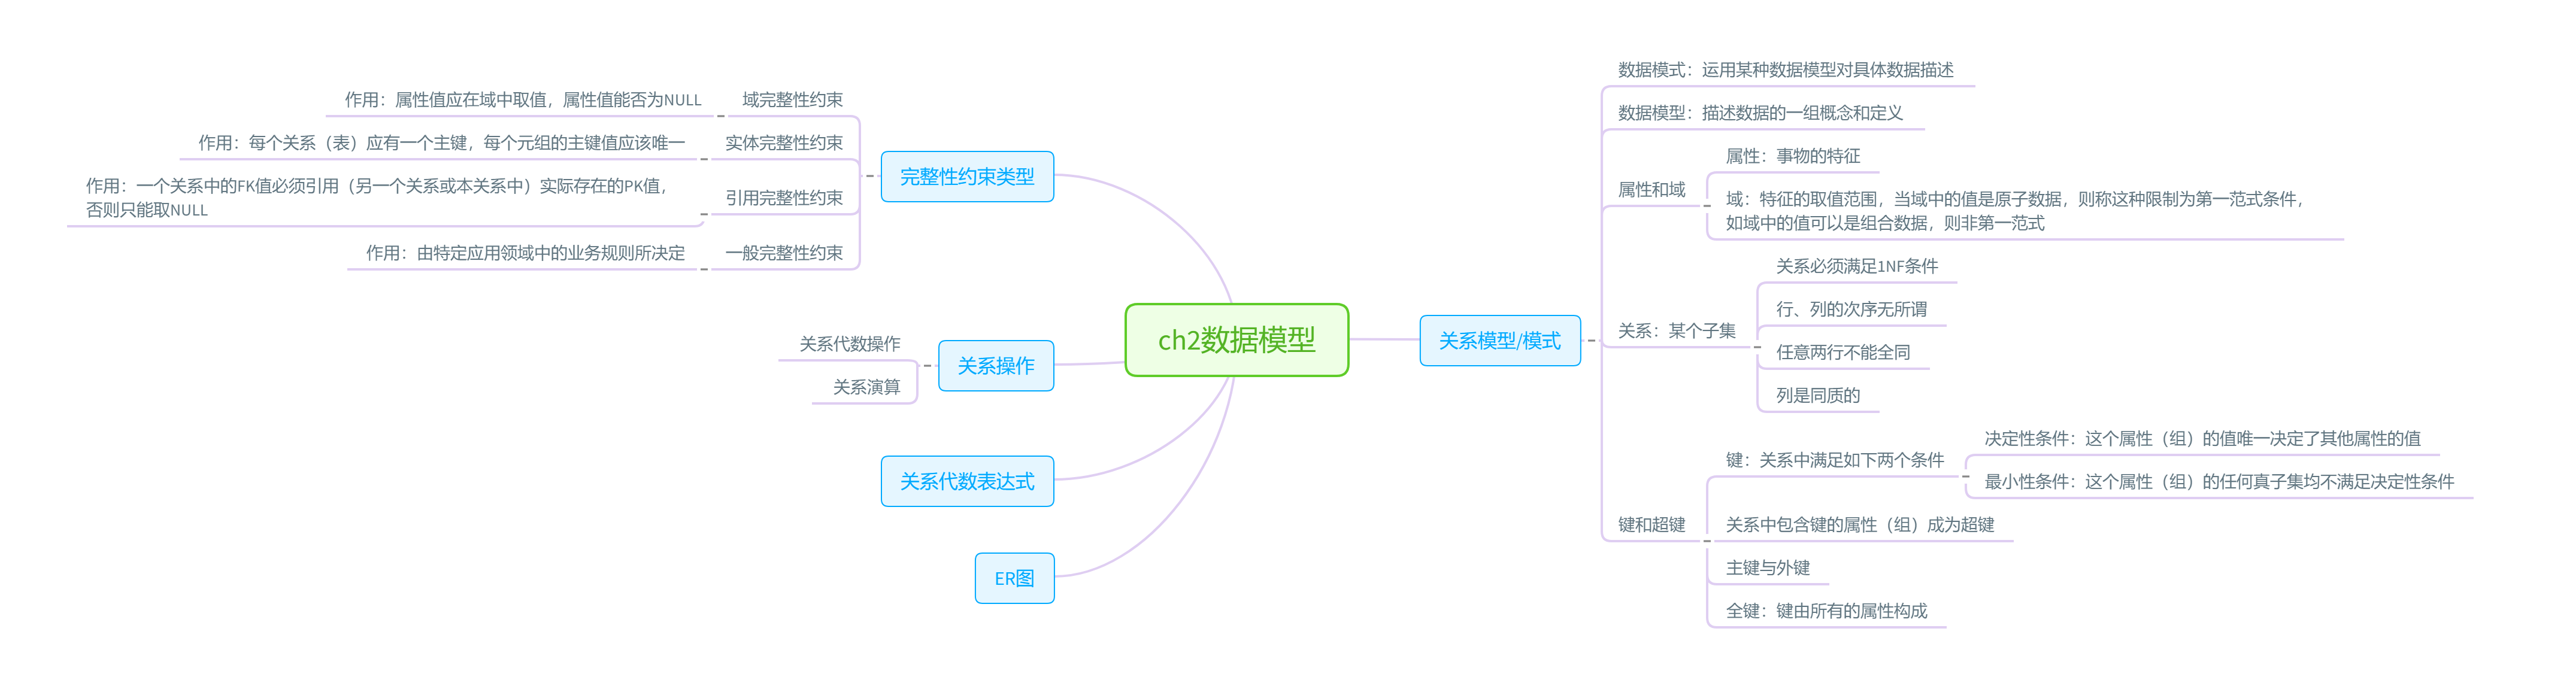 ch2数据模型
关系模型/模式
数据模式：运用某种数据模型对具体数据描述
数据模型：描述数据的一组概念和定义
属性和域
属性：事物的特征
域：特征的取值范围，当域中的值是原子数据，则称这种限制为第一范式条件，
如域中的值可以是组合数据，则非第一范式
关系：某个子集
关系必须满足1NF条件
行、列的次序无所谓
任意两行不能全同
列是同质的
键和超键
键：关系中满足如下两个条件
决定性条件：这个属性（组）的值唯一决定了其他属性的值
最小性条件：这个属性（组）的任何真子集均不满足决定性条件
关系中包含键的属性（组）成为超键
主键与外键
全键：键由所有的属性构成
完整性约束类型
域完整性约束
作用：属性值应在域中取值，属性值能否为NULL
实体完整性约束
作用：每个关系（表）应有一个主键，每个元组的主键值应该唯一
引用完整性约束
作用：一个关系中的FK值必须引用（另一个关系或本关系中）实际存在的PK值，
否则只能取NULL
一般完整性约束
作用：由特定应用领域中的业务规则所决定
关系操作
关系代数操作
关系演算
关系代数表达式
ER图